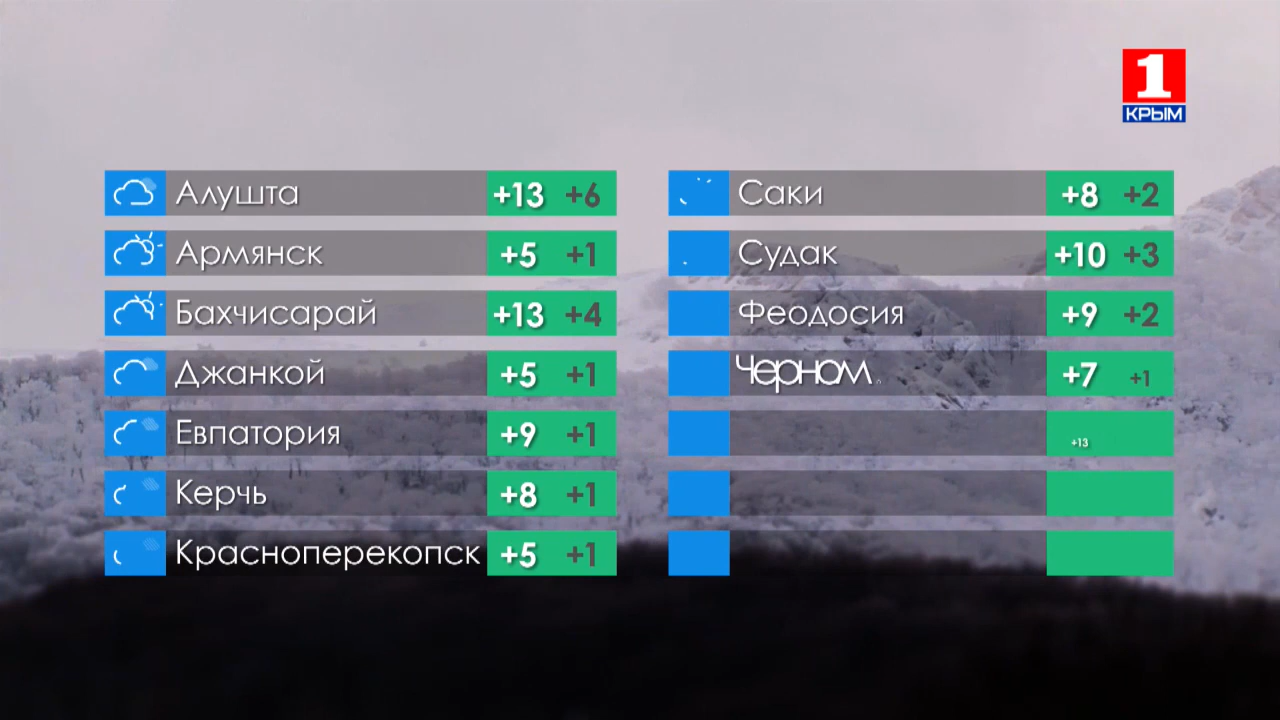 1
КРЫМ
Алушта +13 +6
Армянск +5 +1
Бахчисарай +13 +4
Джанкой +5 +1
Евпатория +9 +1
Керчь +8 +1
Красноперекопск +5 +1
Саки +8 +2
Судак +10 +3
Феодосия +9 +2
Черном +7 +1
+13